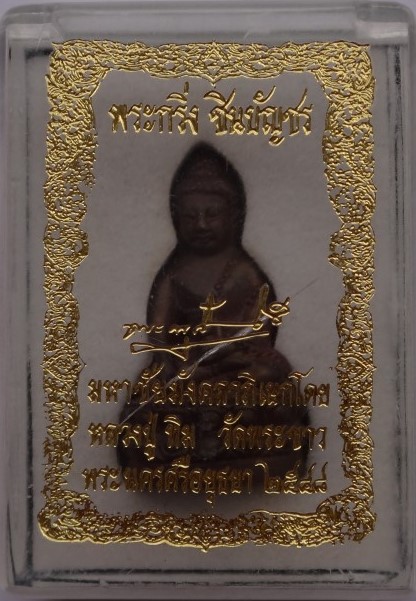 พระกริ่ง ชินบัญชร
มหาชัยมังคลาภิเษกโดย
หลวงปู่ ทิม วัดพระขาว
พระนครศรีอยุธยา ๒๕๔๘